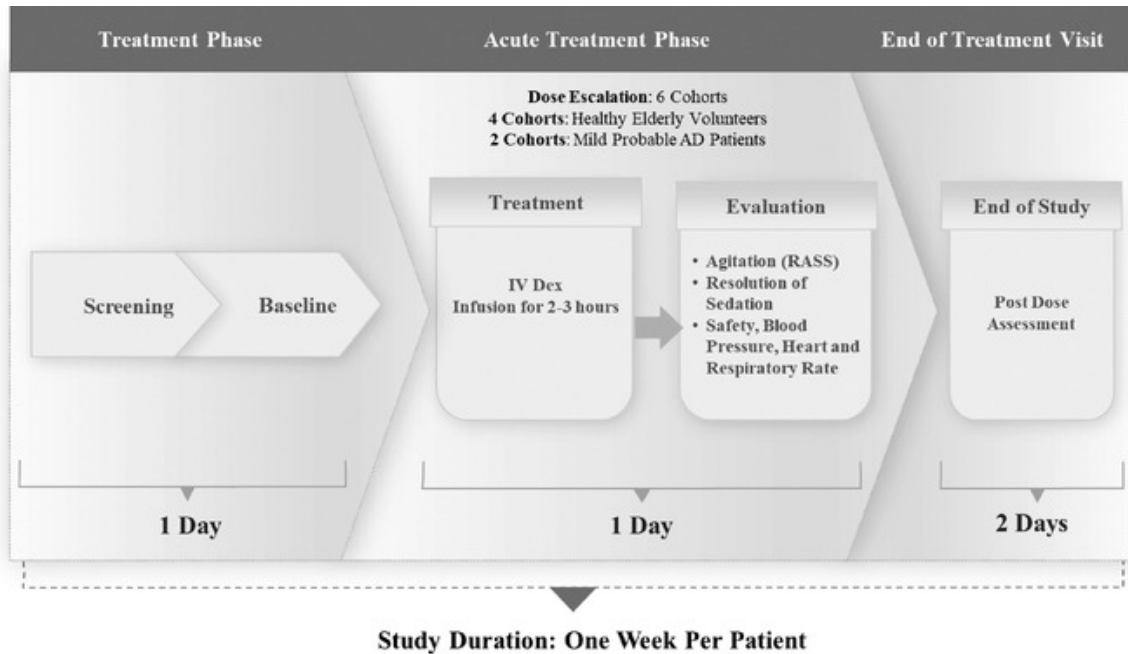 Treatment Phase
Acute Treatment Phase
End of Treatment Visit
Dose Escalation: 6 Cohorts
4 Cohorts: Healthy Elderly Volunteers
2 Cohorts: Mild Probable AD Patients
Screening
Baseline
Treatment
IV Dex
Infusion for 2-3 hours
Evaluation
• Agitation (RASS)
• Resolution of
Sedation
• Safety, Blood
Pressure, Heart and
Respiratory Rate
End of Study
Post Dose
Assessment
1 Day
1 Day
2 Days
Study Duration: One Week Per Patient